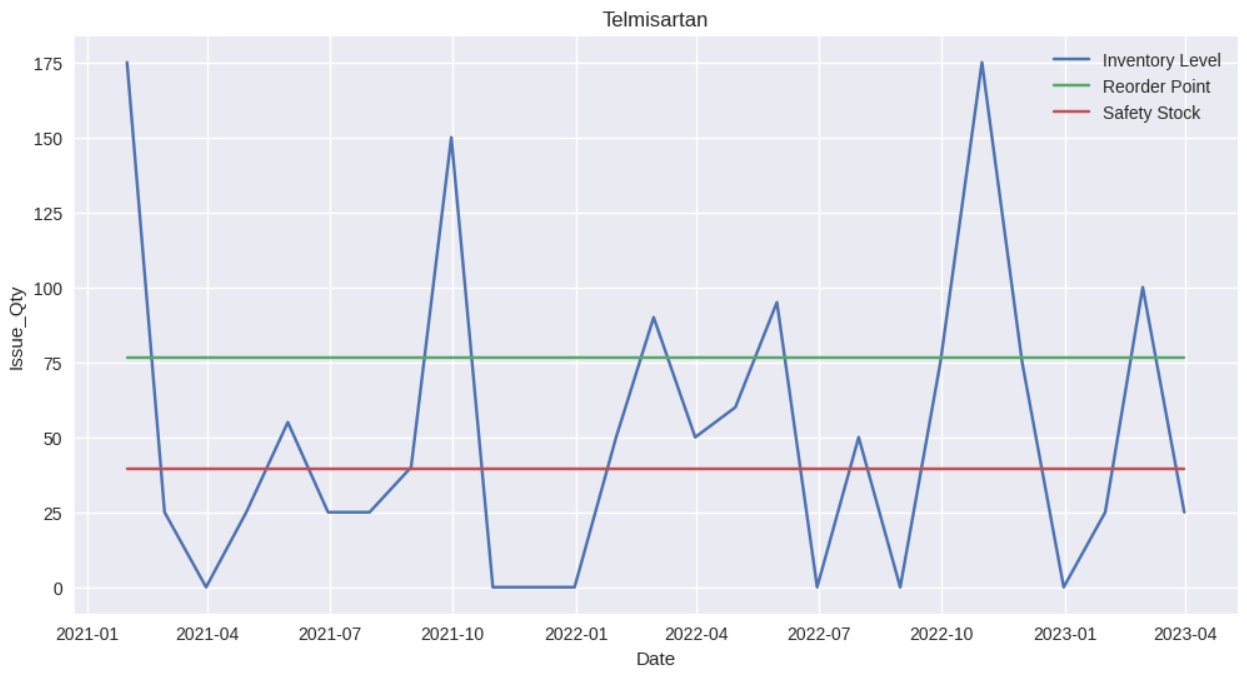 Telmisartan
Inventory Level
Reorder Point
Safety Stock
Issue_Qty
175
150
125
100
75
50
25
0
2021-01 2021-04 2021-07 2021-10 2022-01 2022-04 2022-07 2022-10 2023-01 2023-04
Date